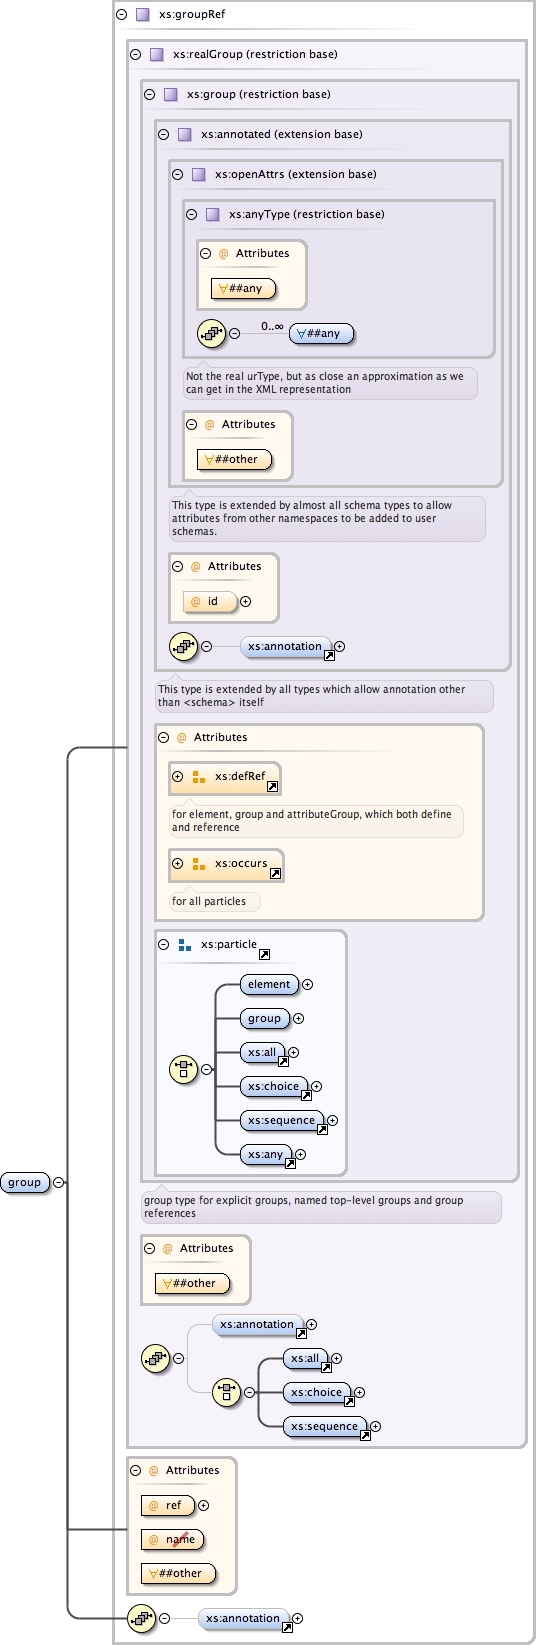 xs:groupRef
xs:realGroup (restriction base)
xs:group (restriction base)
xs:annotated (extension base)
xs:openAttrs (extension base)
xs:anyType (restriction base)
@ Attributes
∀##any
0..∞
∀##any
Not the real urType, but as close an approximation as we
can get in the XML representation
@ Attributes
∀##other
This type is extended by almost all schema types to allow
attributes from other namespaces to be added to user
schemas.
@ Attributes
@ id
xs:annotation
This type is extended by all types which allow annotation other
than <schema> itself
@ Attributes
xs:defRef
for element, group and attributeGroup, which both define
and reference
xs:occurs
for all particles
xs:particle
element
group
xs:all
xs:choice
xs:sequence
xs:any
group
group type for explicit groups, named top-level groups and group
references
@ Attributes
∀##other
xs:annotation
xs:all
xs:choice
xs:sequence
@ Attributes
@ ref
@ name
∀##other
xs:annotation